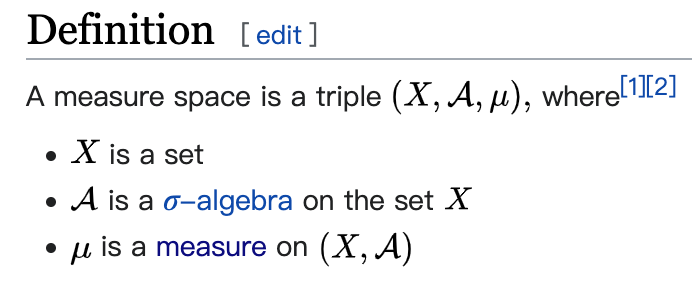 Definition [ edit ]
A measure space is a triple (X, 𝒜, μ), where[1][2]
• X is a set
• 𝒜 is a σ–algebra on the set X
• μ is a measure on (X, 𝒜)